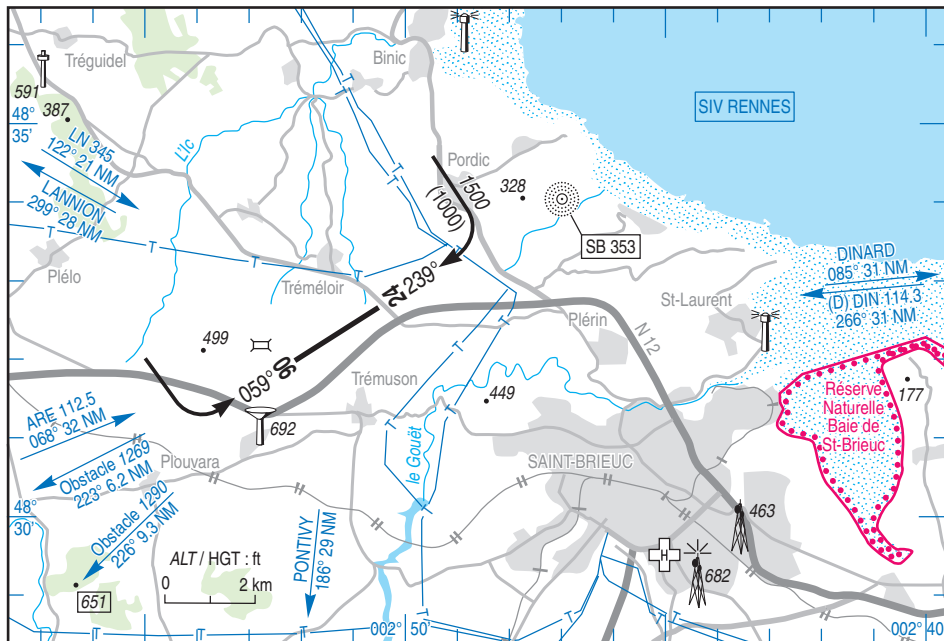 Tréguidel
Binic
591
387
48°
35'
LN 345
122° 21 NM
LANNION
299° 28 NM
L'Ic
SIV RENNES
Pordic
1500
(1000)
328
SB 353
T
T
T
T
T
T
T
Plélo
Tréméloir
239°
24
DINARD
085° 31 NM
(D) DIN 114.3
266° 31 NM
St-Laurent
Plérin
N 12
499
06
059°
Trémuson
449
692
ARE 112.5
068° 32 NM
Plouvara
le Gouët
SAINT-BRIEUC
Réserve
Naturelle
Baie de
St-Brieuc
177
Obstacle 1269
223° 6.2 NM
48°
30'
Obstacle 1290
226° 9.3 NM
PONTIVY
186° 29 NM
463
H
682
ALT / HGT : ft
0 2 km
651
002° 50'
002° 40'